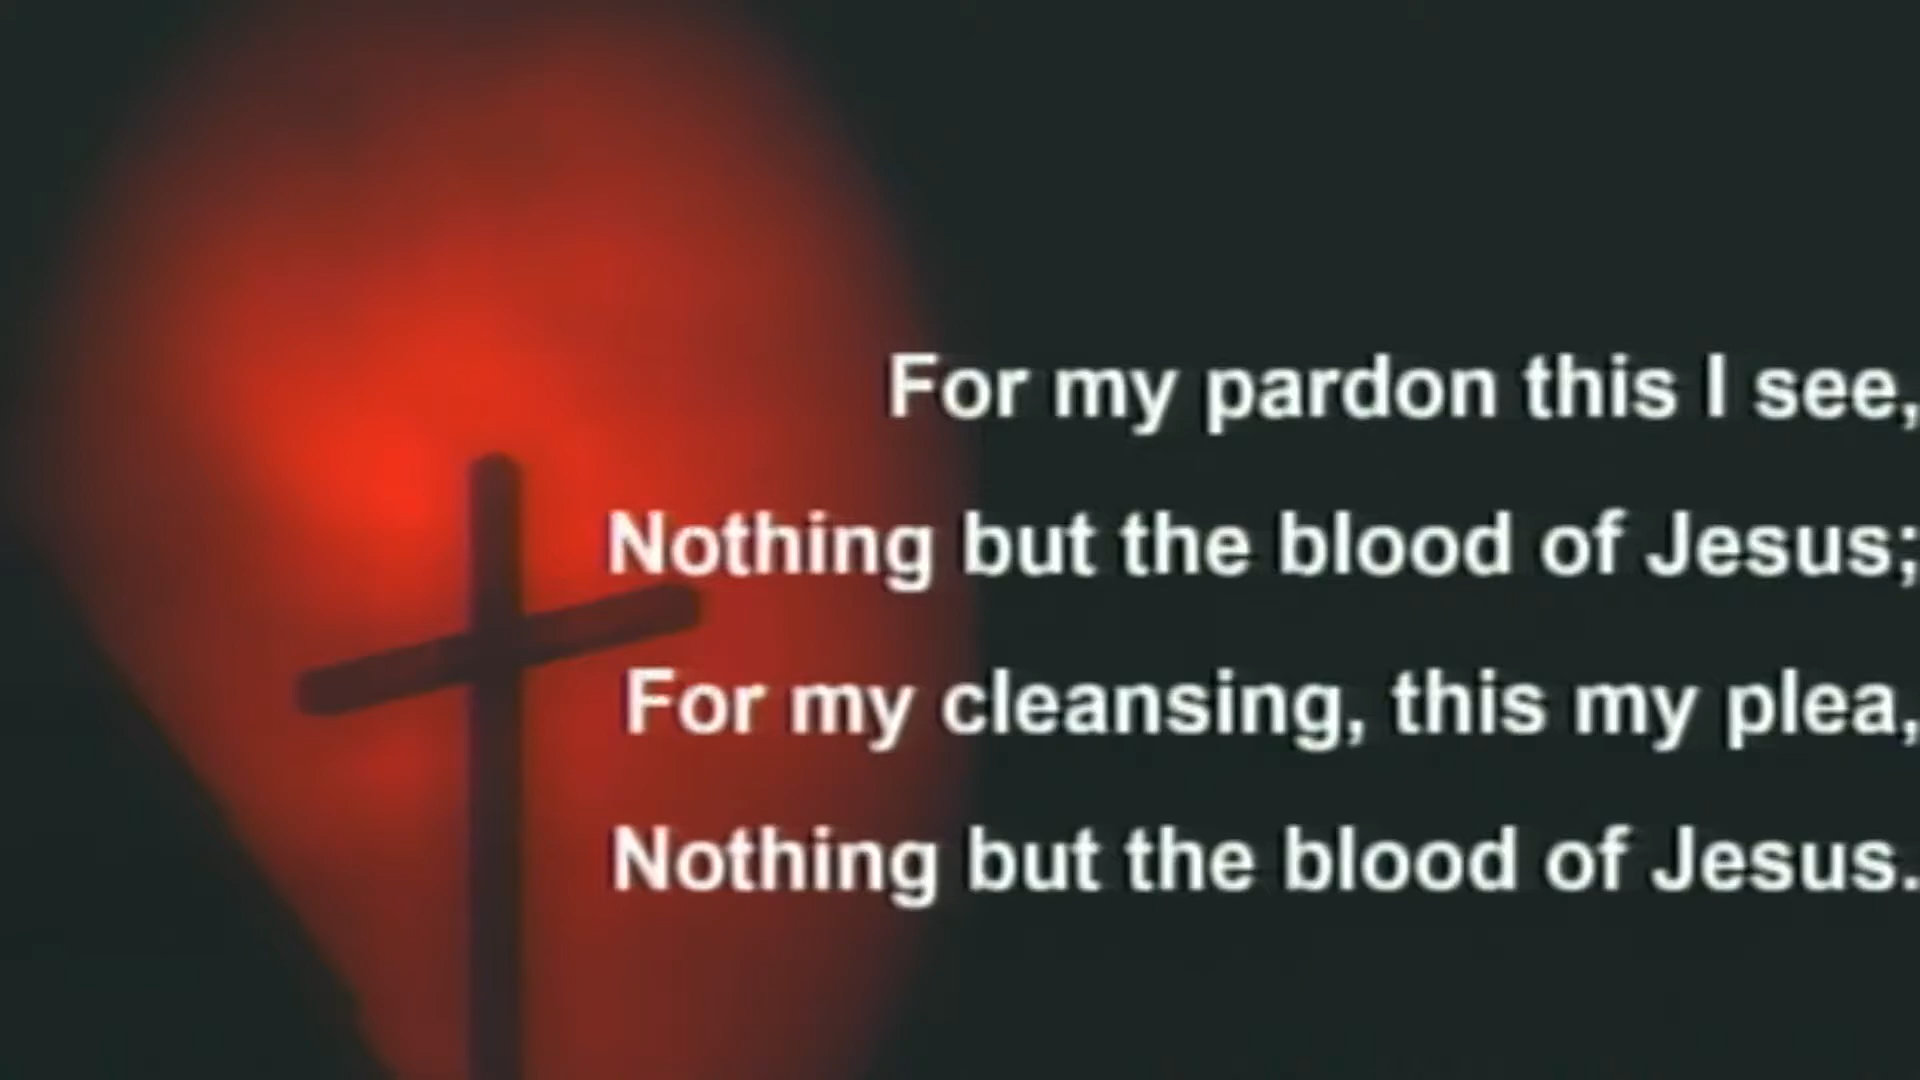 For my pardon this I see,
Nothing but the blood of Jesus;
For my cleansing, this my plea,
Nothing but the blood of Jesus.